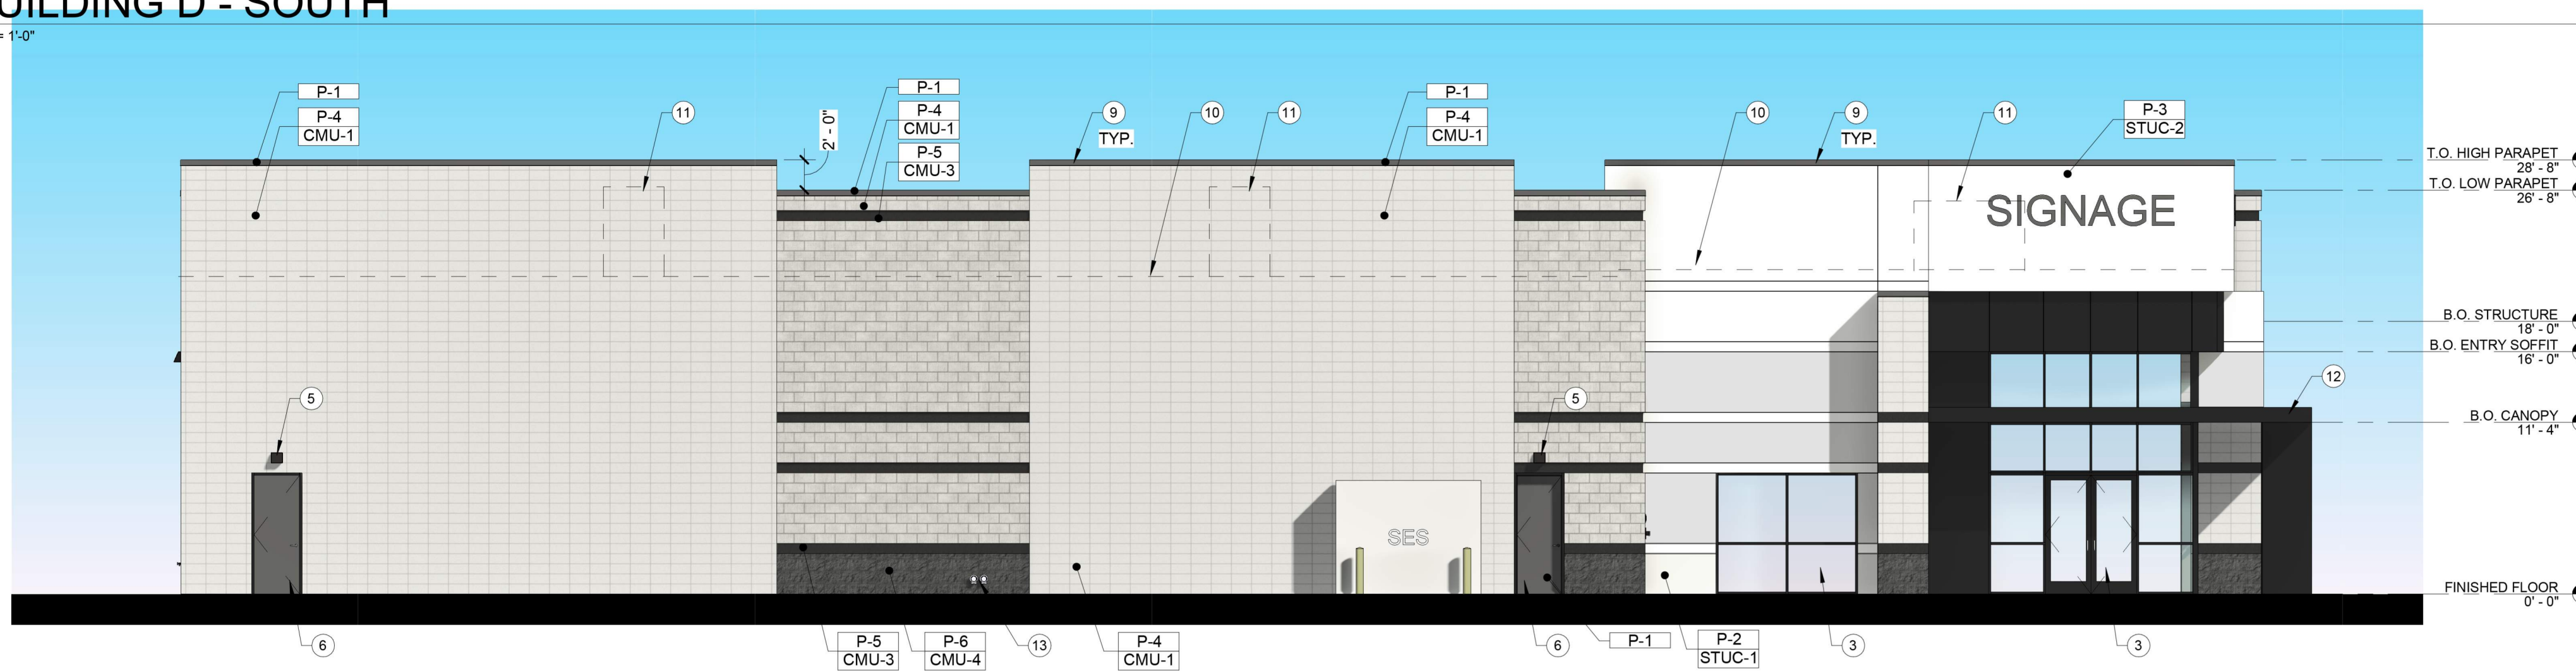 UILDING D - SOUTH
= 1'-0"
P-1
P-4
CMU-1
11
2' - 0"
P-1
P-4
CMU-1
P-5
CMU-3
9
TYP.
10
11
P-1
P-4
CMU-1
10
9
TYP.
11
P-3
STUC-2
T.O. HIGH PARAPET
28' - 8"
T.O. LOW PARAPET
26' - 8"
SIGNAGE
B.O. STRUCTURE
18' - 0"
B.O. ENTRY SOFFIT
16' - 0"
12
5
5
B.O. CANOPY
11' - 4"
SES
FINISHED FLOOR
0' - 0"
6
P-5
CMU-3
P-6
CMU-4
13
P-4
CMU-1
6
P-1
P-2
STUC-1
3
3